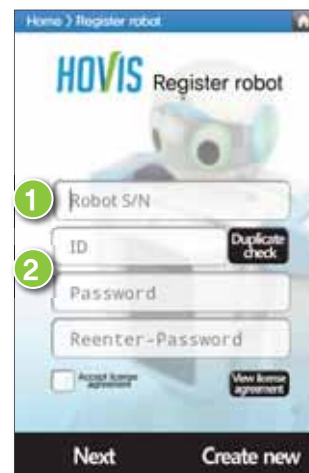 Home > Register robot
HOVIS Register robot
1 Robot S/N
ID Duplicate check
2
Password
Reenter-Password
Accept license agreement View license agreement
Next Create new